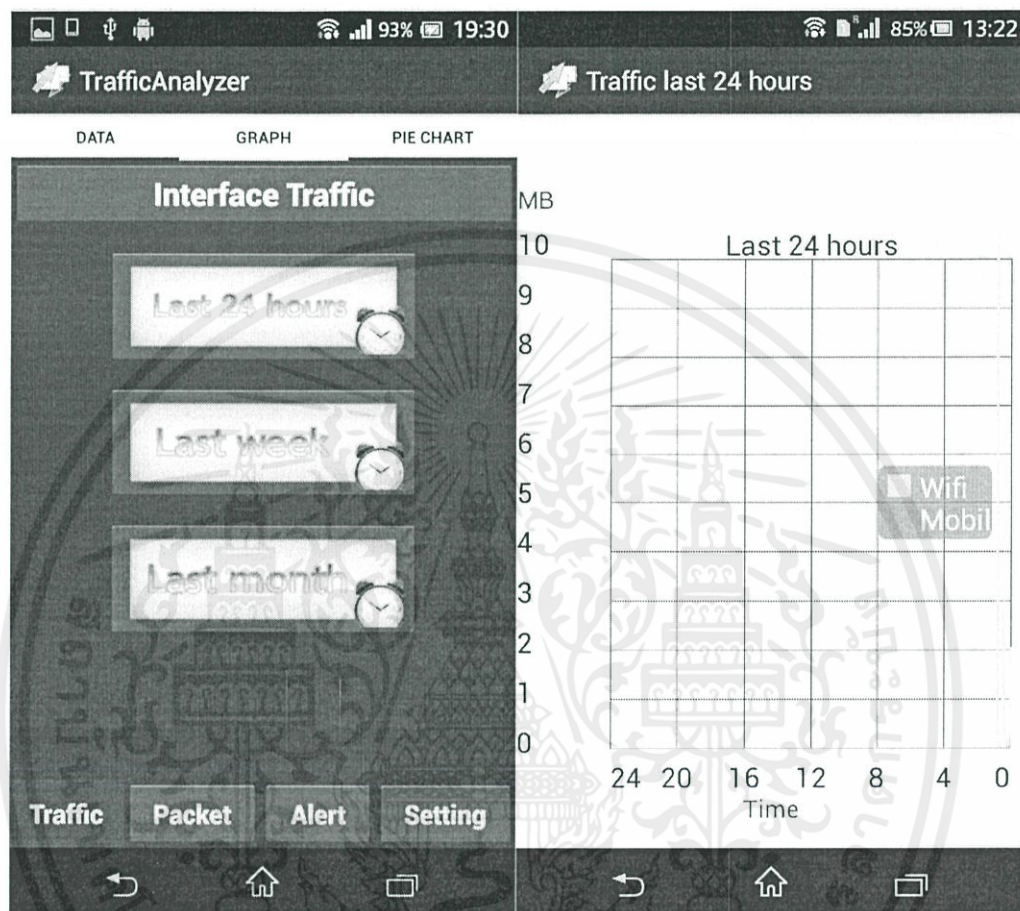 93% 19:30
TrafficAnalyzer
DATA GRAPH PIE CHART
Interface Traffic
Last 24 hours
Last week
Last month
Traffic Packet Alert Setting
R 85% 13:22
Traffic last 24 hours
MB
Last 24 hours
10
9
8
7
6
5
4
3
2
1
0
Wifi
Mobil
24 20 16 12 8 4 0
Time